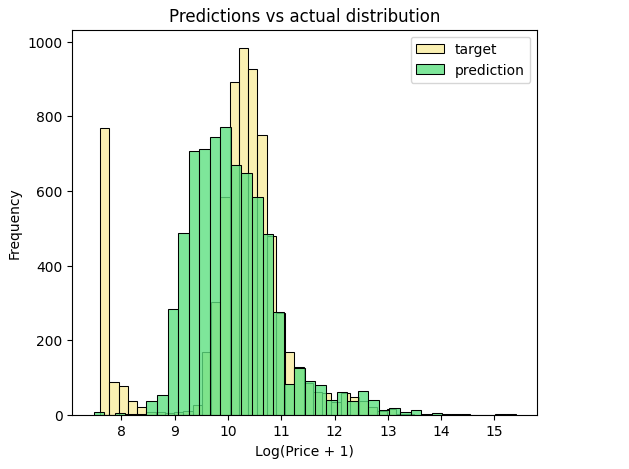 Predictions vs actual distribution
target
prediction
1000
800
600
400
200
0
Frequency
8 9 10 11 12 13 14 15
Log(Price + 1)